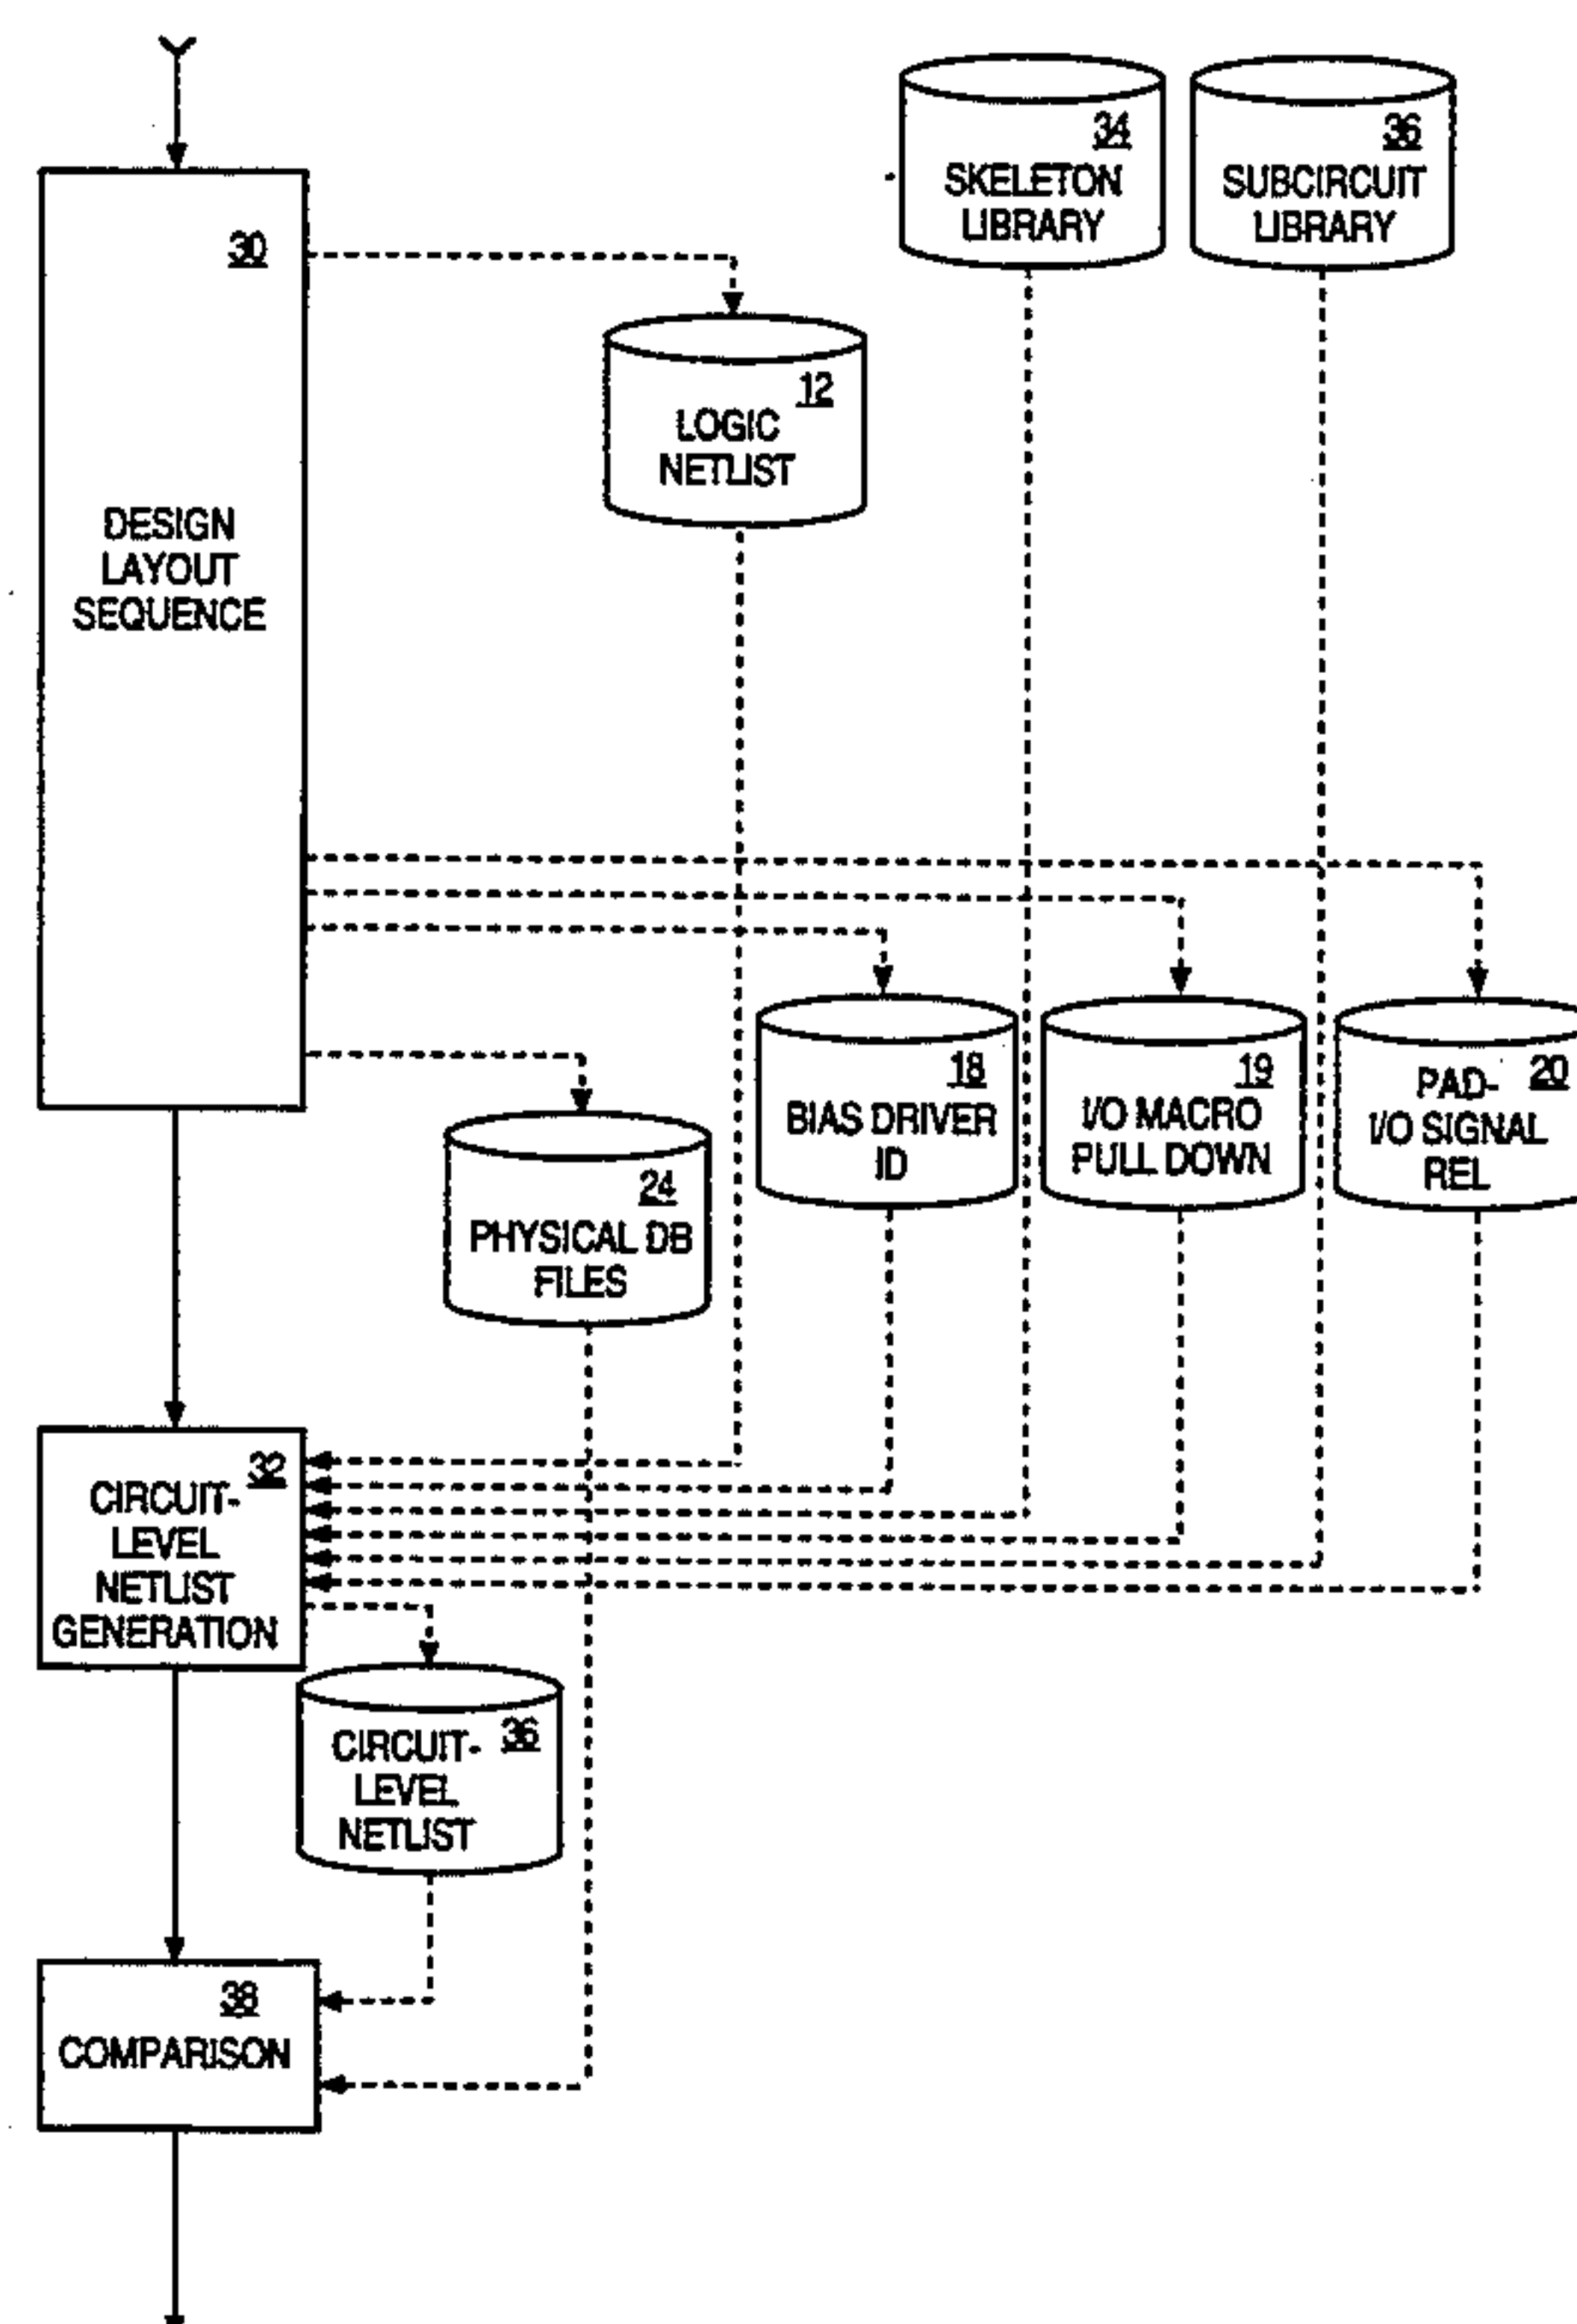 34
SKELETON
LIBRARY
36
SUBCIRCUIT
LIBRARY
30
DESIGN
LAYOUT
SEQUENCE
12
LOGIC
NETLIST
18
BIAS DRIVER
ID
19
I/O MACRO
PULL DOWN
20
PAD-
I/O SIGNAL
REL
24
PHYSICAL DB
FILES
32
CIRCUIT-
LEVEL
NETLIST
GENERATION
36
CIRCUIT-
LEVEL
NETLIST
38
COMPARISON